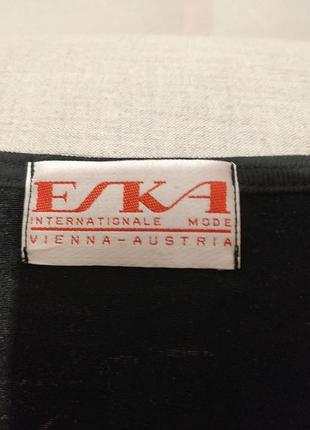 ESKA
INTERNATIONALE MODE
VIENNA-AUSTRIA